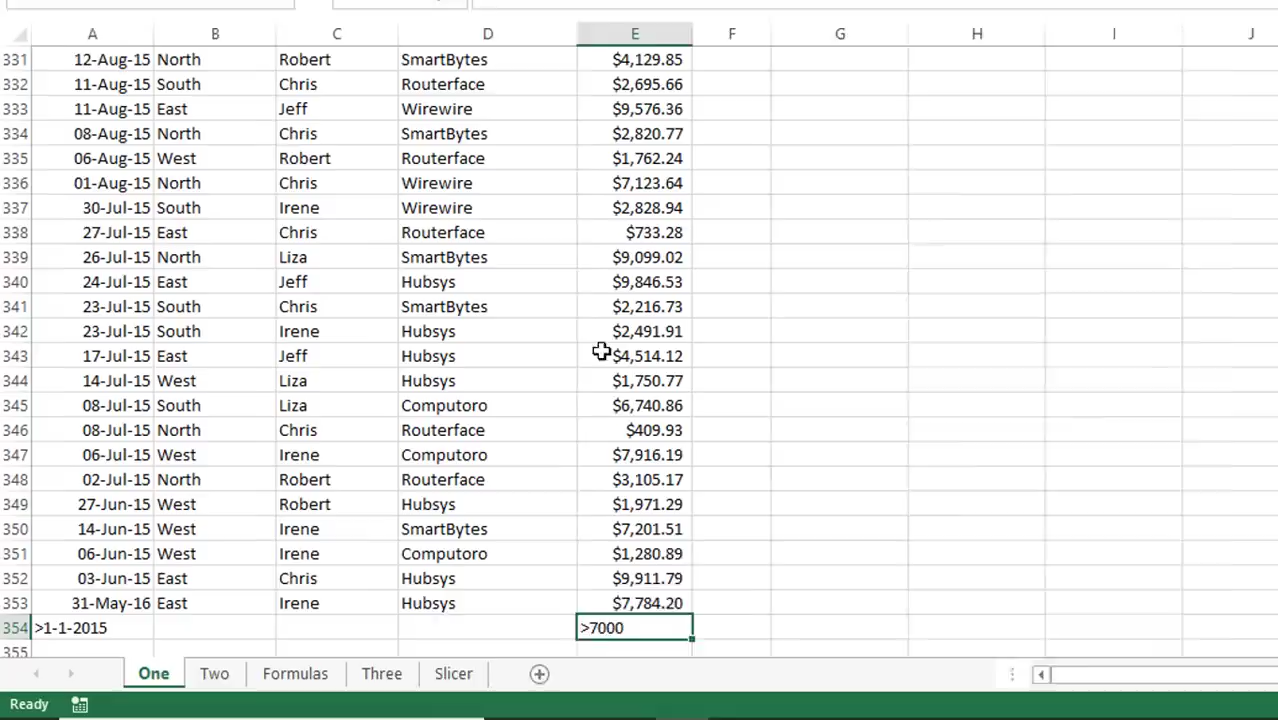 A B C D E F G H I J
331 12-Aug-15 North Robert SmartBytes $4,129.85
332 11-Aug-15 South Chris Routerface $2,695.66
333 11-Aug-15 East Jeff Wirewire $9,576.36
334 08-Aug-15 North Chris SmartBytes $2,820.77
335 06-Aug-15 West Robert Routerface $1,762.24
336 01-Aug-15 North Chris Wirewire $7,123.64
337 30-Jul-15 South Irene Wirewire $2,828.94
338 27-Jul-15 East Chris Routerface $733.28
339 26-Jul-15 North Liza SmartBytes $9,099.02
340 24-Jul-15 East Jeff Hubsys $9,846.53
341 23-Jul-15 South Chris SmartBytes $2,216.73
342 23-Jul-15 South Irene Hubsys $2,491.91
343 17-Jul-15 East Jeff Hubsys $4,514.12
344 14-Jul-15 West Liza Hubsys $1,750.77
345 08-Jul-15 South Liza Computoro $6,740.86
346 08-Jul-15 North Chris Routerface $409.93
347 06-Jul-15 West Irene Computoro $7,916.19
348 02-Jul-15 North Robert Routerface $3,105.17
349 27-Jun-15 West Robert Hubsys $1,971.29
350 14-Jun-15 West Irene SmartBytes $7,201.51
351 06-Jun-15 West Irene Computoro $1,280.89
352 03-Jun-15 East Chris Hubsys $9,911.79
353 31-May-16 East Irene Hubsys $7,784.20
354 >1-1-2015 >7000
355
One Two Formulas Three Slicer
Ready